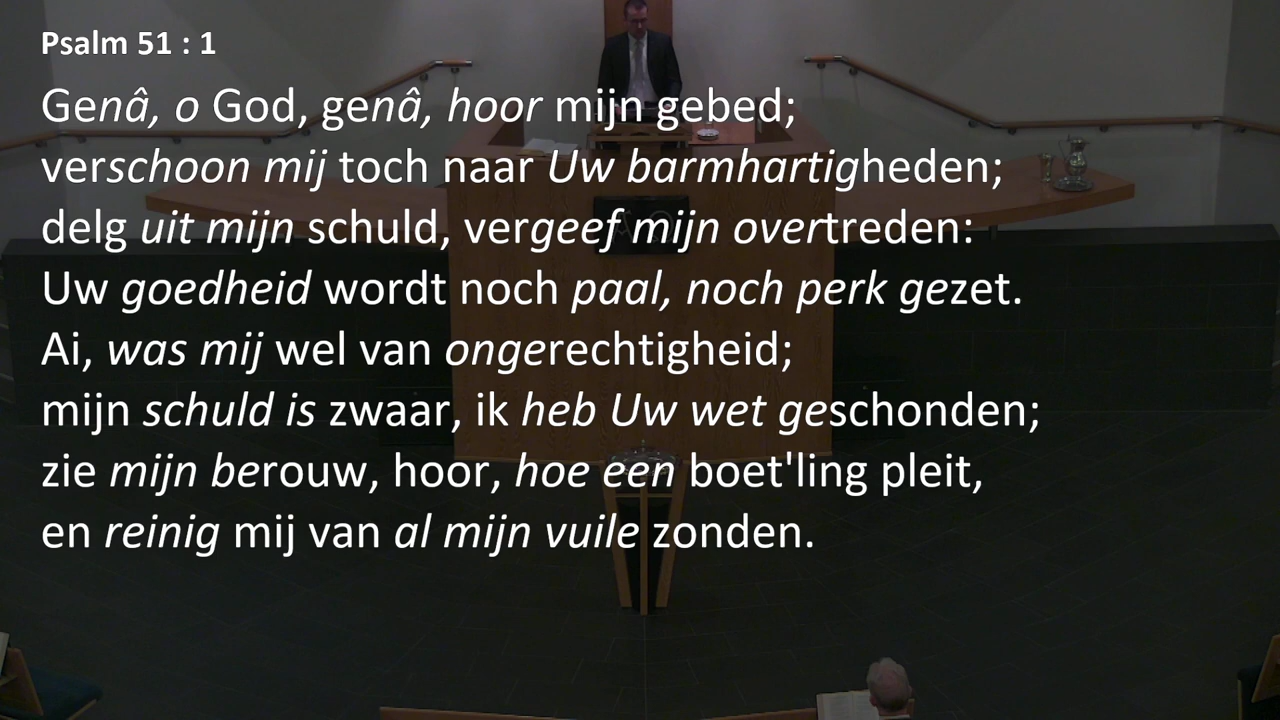 Psalm 51 : 1
Genâ, o God, genâ, hoor mijn gebed;
verschoon mij toch naar Uw barmhartigheden;
delg uit mijn schuld, vergeef mijn overtreden:
Uw goedheid wordt noch paal, noch perk gezet.
Ai, was mij wel van ongerechtigheid;
mijn schuld is zwaar, ik heb Uw wet geschonden;
zie mijn berouw, hoor, hoe een boet'ling pleit,
en reinig mij van al mijn vuile zonden.